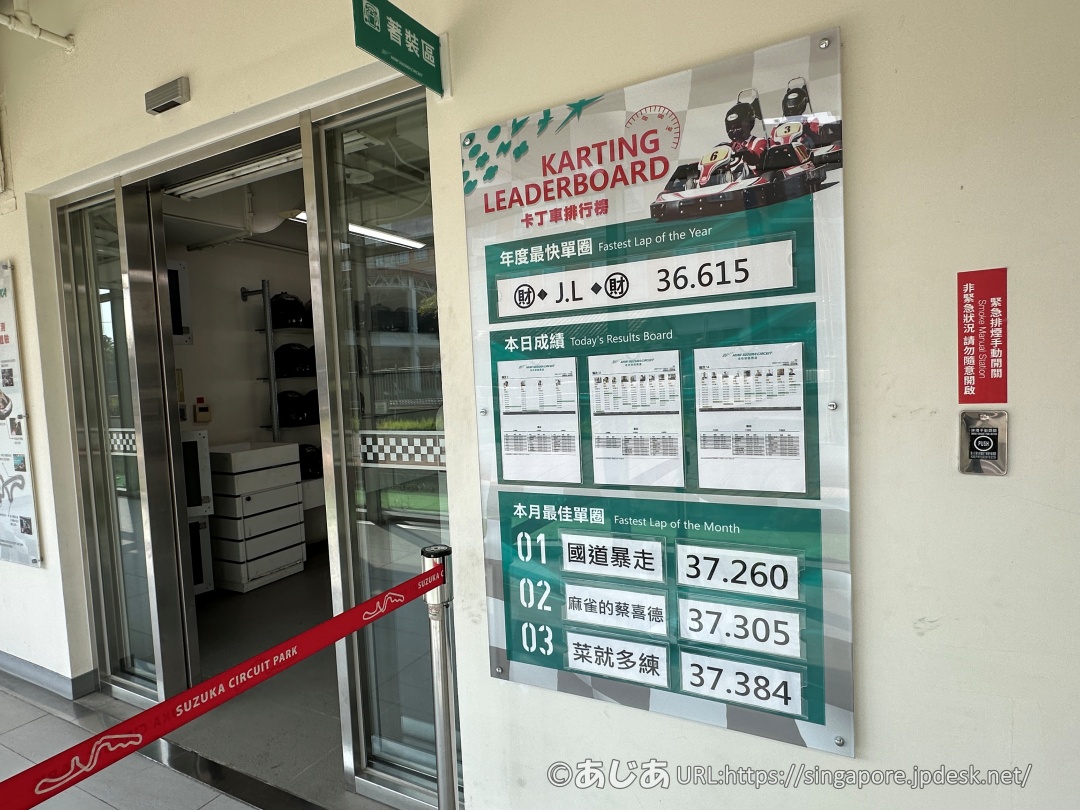 著裝區
KARTING
LEADERBOARD
卡丁車排行榜
6
3
年度最快單圈 Fastest Lap of the Year
財◆ J.L ◆財 36.615
本日成績 Today's Results Board
本月最佳單圈 Fastest Lap of the Month
01 國道暴走 37.260
02 麻雀的蔡喜德 37.305
03 菜就多練 37.384
緊急排煙手動開關
Smoke Manual Station
非緊急狀況 請勿隨意開啟
PUSH
SUZUKA CIRCUIT PARK
SUZUKA C
©あじあ URL:https://singapore.jpdesk.net/